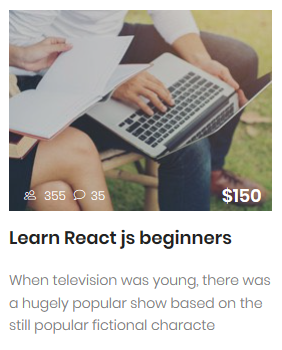 355 35 $150
Learn React js beginners
When television was young, there was
a hugely popular show based on the
still popular fictional characte